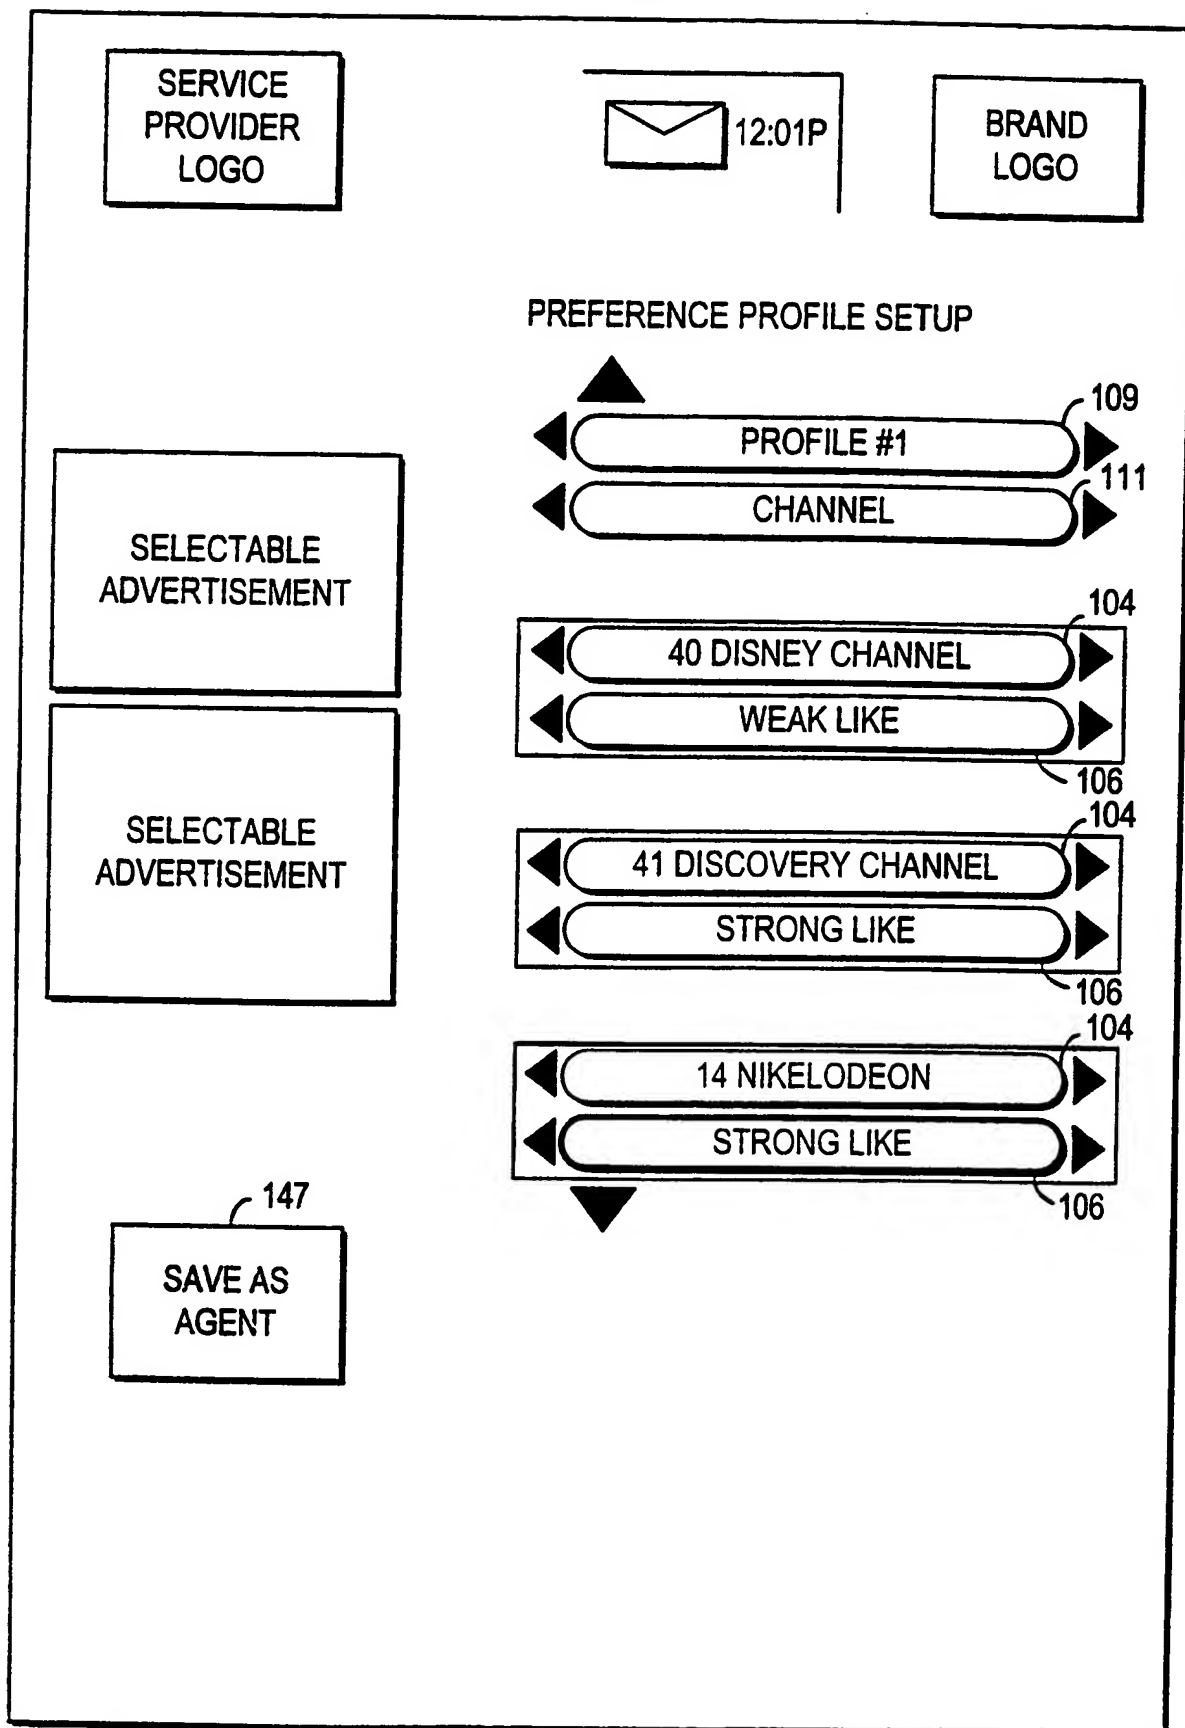 SERVICE
PROVIDER
LOGO
12:01P
BRAND
LOGO
PREFERENCE PROFILE SETUP
109
PROFILE #1
111
CHANNEL
SELECTABLE
ADVERTISEMENT
104
40 DISNEY CHANNEL
WEAK LIKE
106
SELECTABLE
ADVERTISEMENT
104
41 DISCOVERY CHANNEL
STRONG LIKE
106
104
14 NIKELODEON
STRONG LIKE
106
147
SAVE AS
AGENT